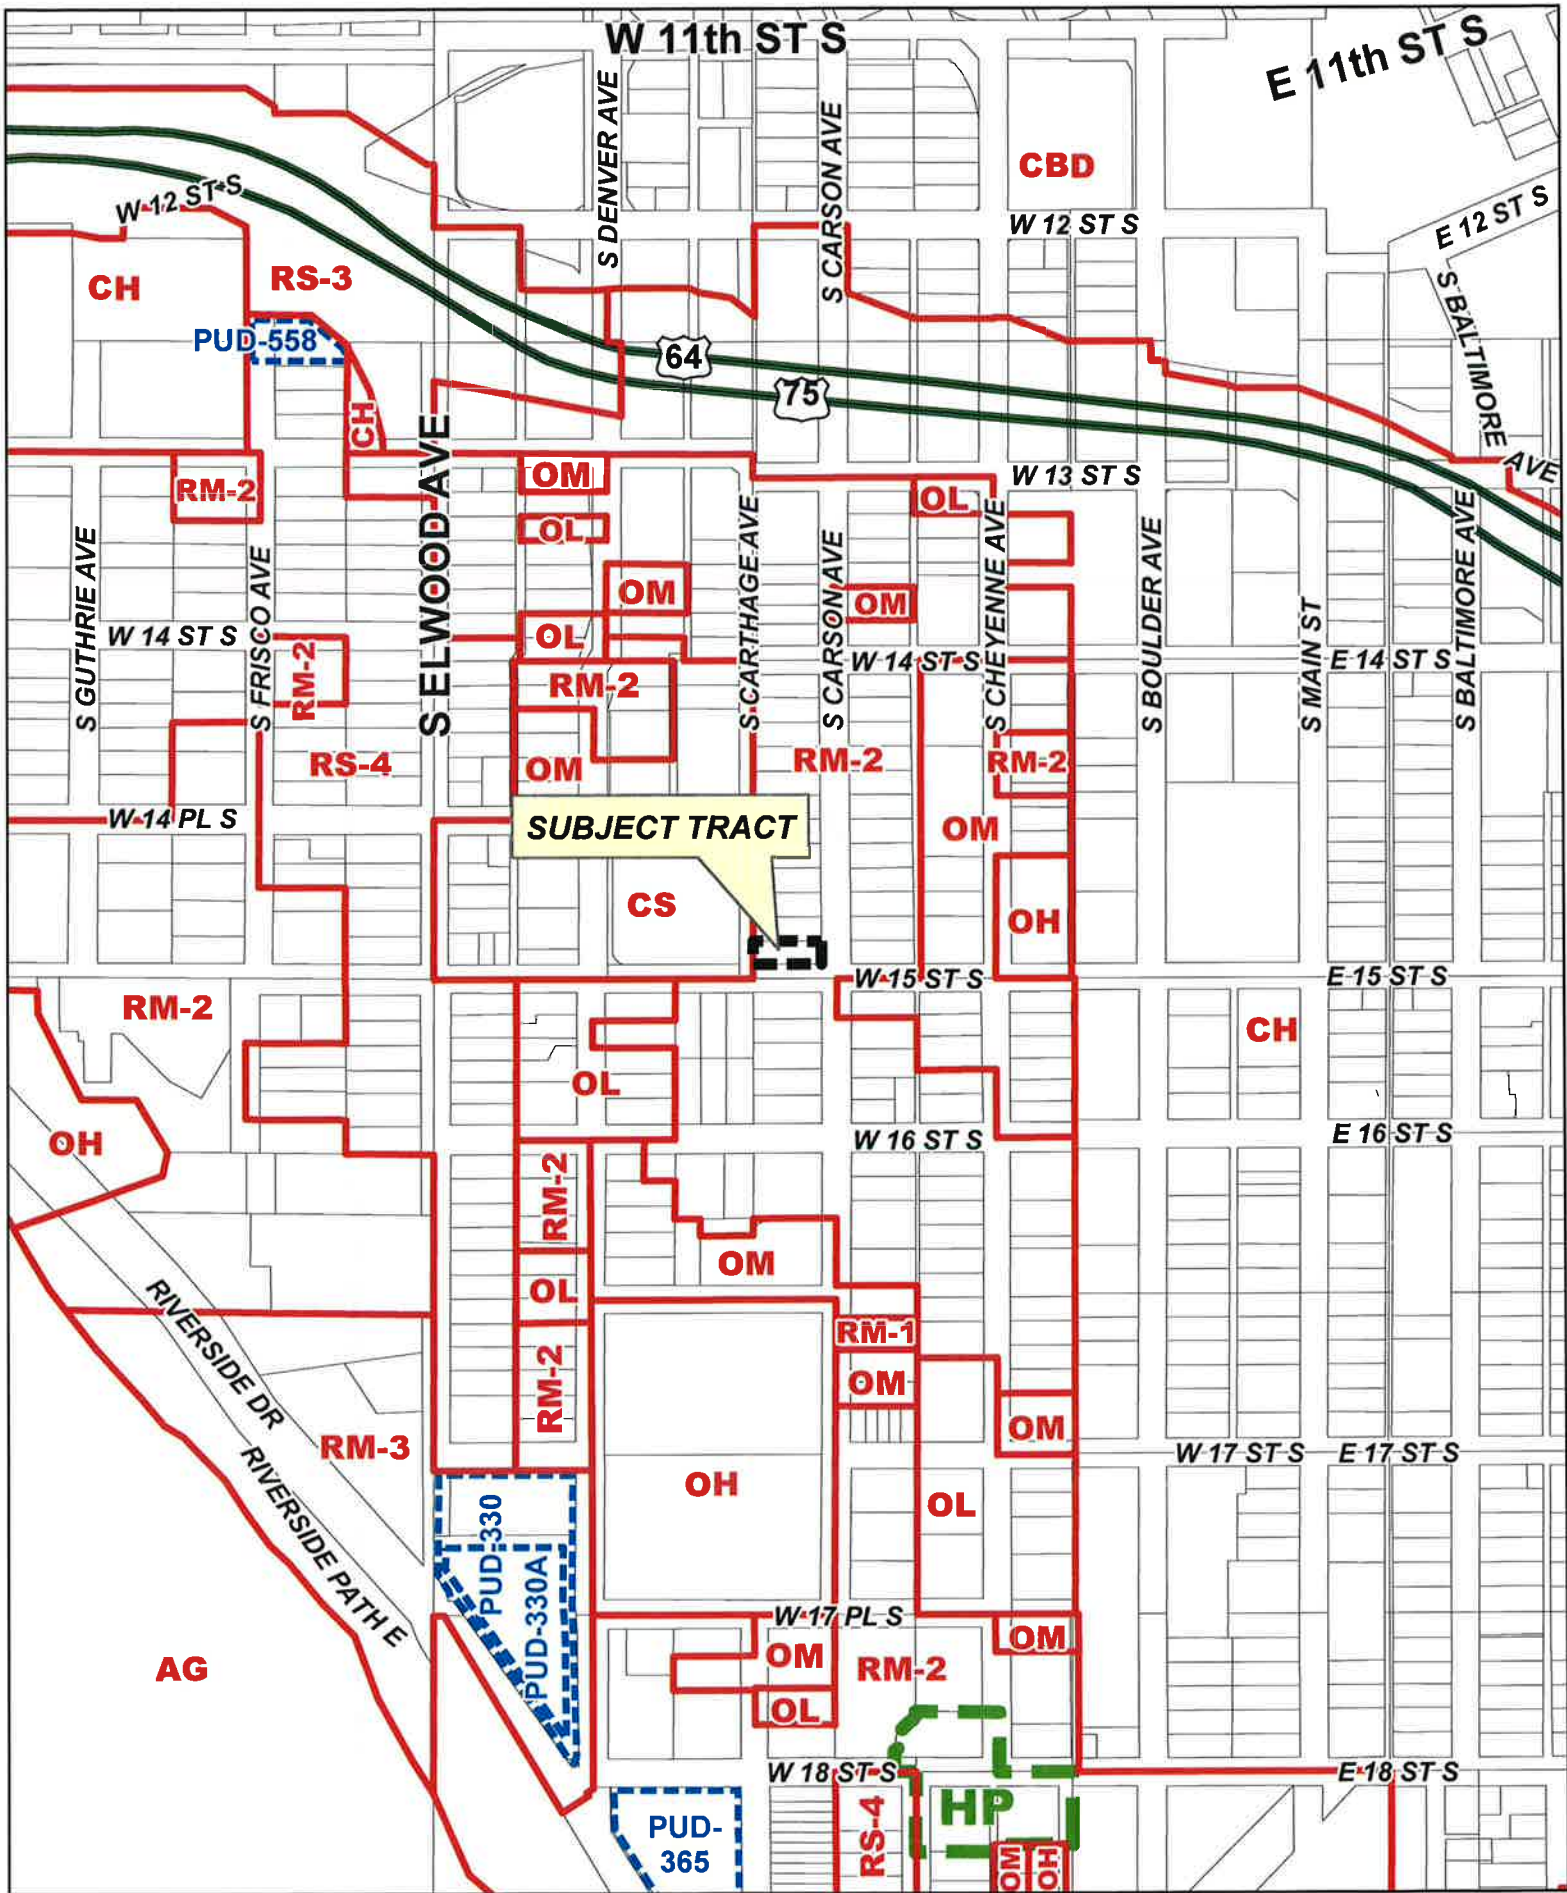 W 11th ST S
E 11th ST S
S DENVER AVE
S CARSON AVE
CBD
W 12 ST S
W 12 ST S
E 12 ST S
CH
RS-3
S BALTIMORE AVE
PUD-558
64
75
CH
OM
W 13 ST S
RM-2
OL
OL
S GUTHRIE AVE
S FRISCO AVE
S ELWOOD AVE
S CARTHAGE AVE
S CARSON AVE
S CHEYENNE AVE
S BOULDER AVE
S MAIN ST
S BALTIMORE AVE
OM
OM
W 14 ST S
OL
W 14 ST S
E 14 ST S
RM-2
RM-2
RS-4
OM
RM-2
RM-2
W 14 PL S
SUBJECT TRACT
OM
CS
OH
W 15 ST S
E 15 ST S
RM-2
CH
OL
OH
W 16 ST S
E 16 ST S
RM-2
OM
OL
RIVERSIDE DR
RM-1
RM-2
OM
OM
RM-3
W 17 ST S
E 17 ST S
RIVERSIDE PATH E
OH
OL
PUD-330
PUD-330A
W 17 PL S
OM
OM
AG
RM-2
OL
W 18 ST S
E 18 ST S
HP
PUD-
365
RS-4
OM
OH